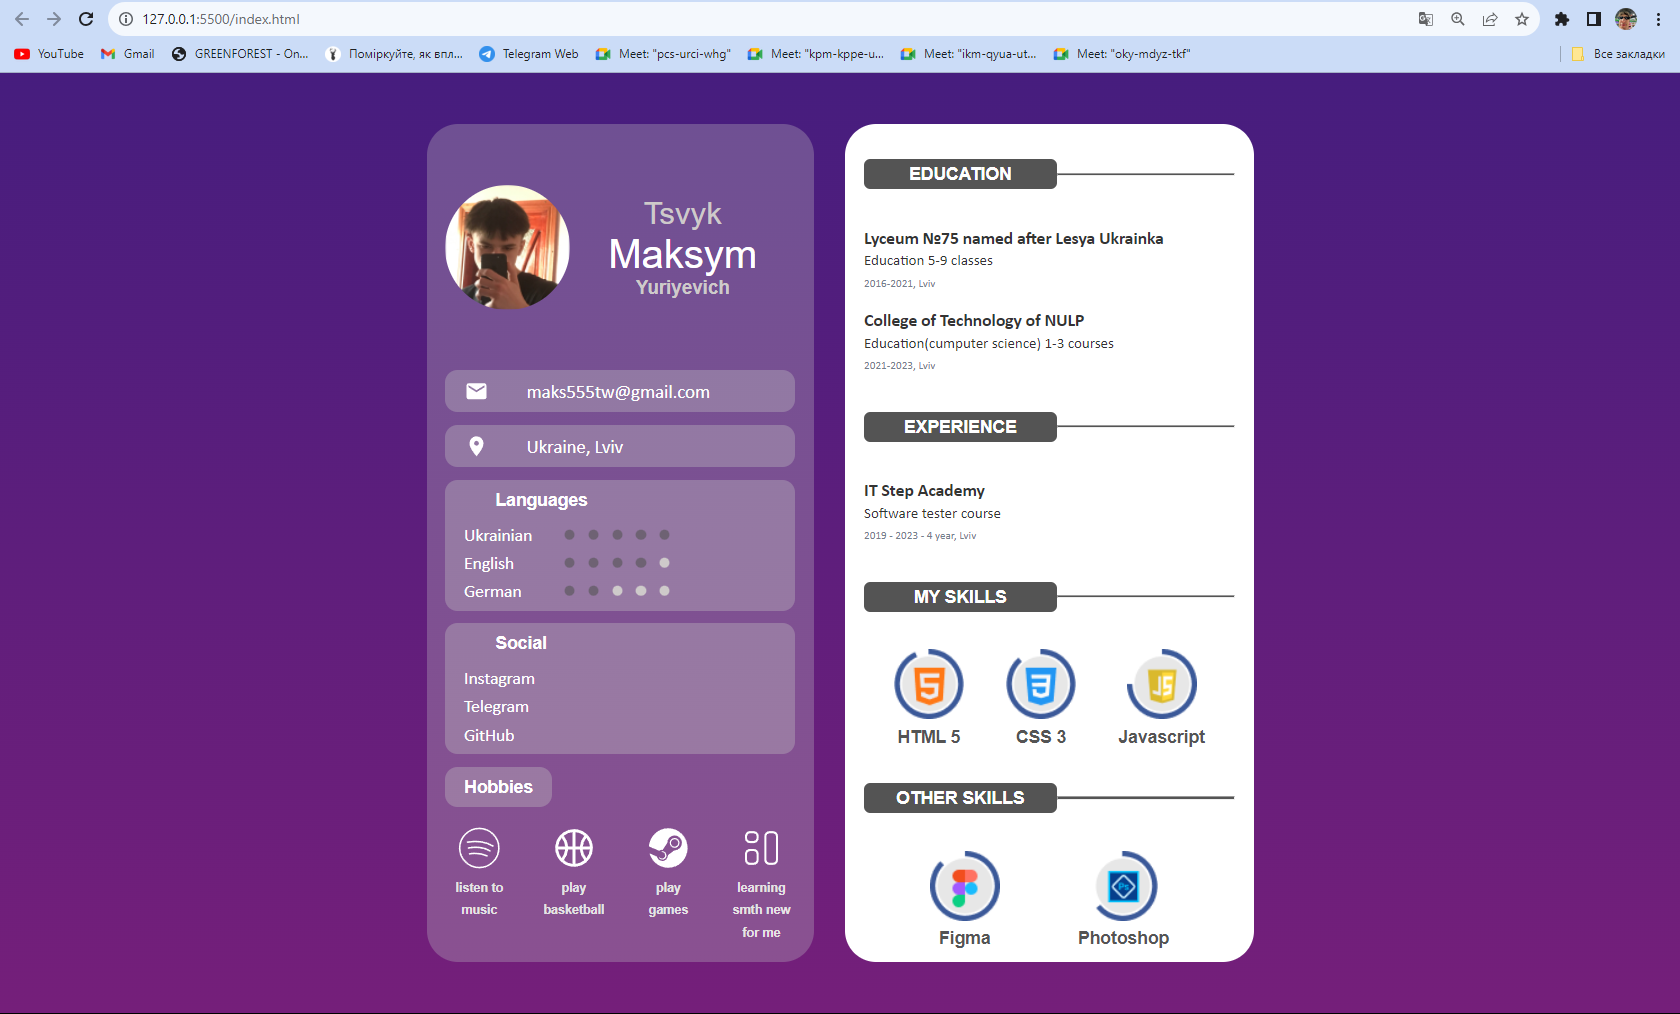 127.0.0.1:5500/index.html
YouTube
Gmail
GREENFOREST - On...
Поміркуйте, як впл...
Telegram Web
Meet: "pcs-urci-whg"
Meet: "kpm-kppe-u...
Meet: "ikm-qyua-ut...
Meet: "oky-mdyz-tkf"
Все закладки
Tsvyk
Maksym
Yuriyevich
maks555tw@gmail.com
Ukraine, Lviv
Languages
Ukrainian
English
German
Social
Instagram
Telegram
GitHub
Hobbies
listen to
music
play
basketball
play
games
learning
smth new
for me
EDUCATION
Lyceum №75 named after Lesya Ukrainka
Education 5-9 classes
2016-2021, Lviv
College of Technology of NULP
Education(cumputer science) 1-3 courses
2021-2023, Lviv
EXPERIENCE
IT Step Academy
Software tester course
2019 - 2023 - 4 year, Lviv
MY SKILLS
HTML 5
CSS 3
JS
Javascript
OTHER SKILLS
Figma
Ps
Photoshop